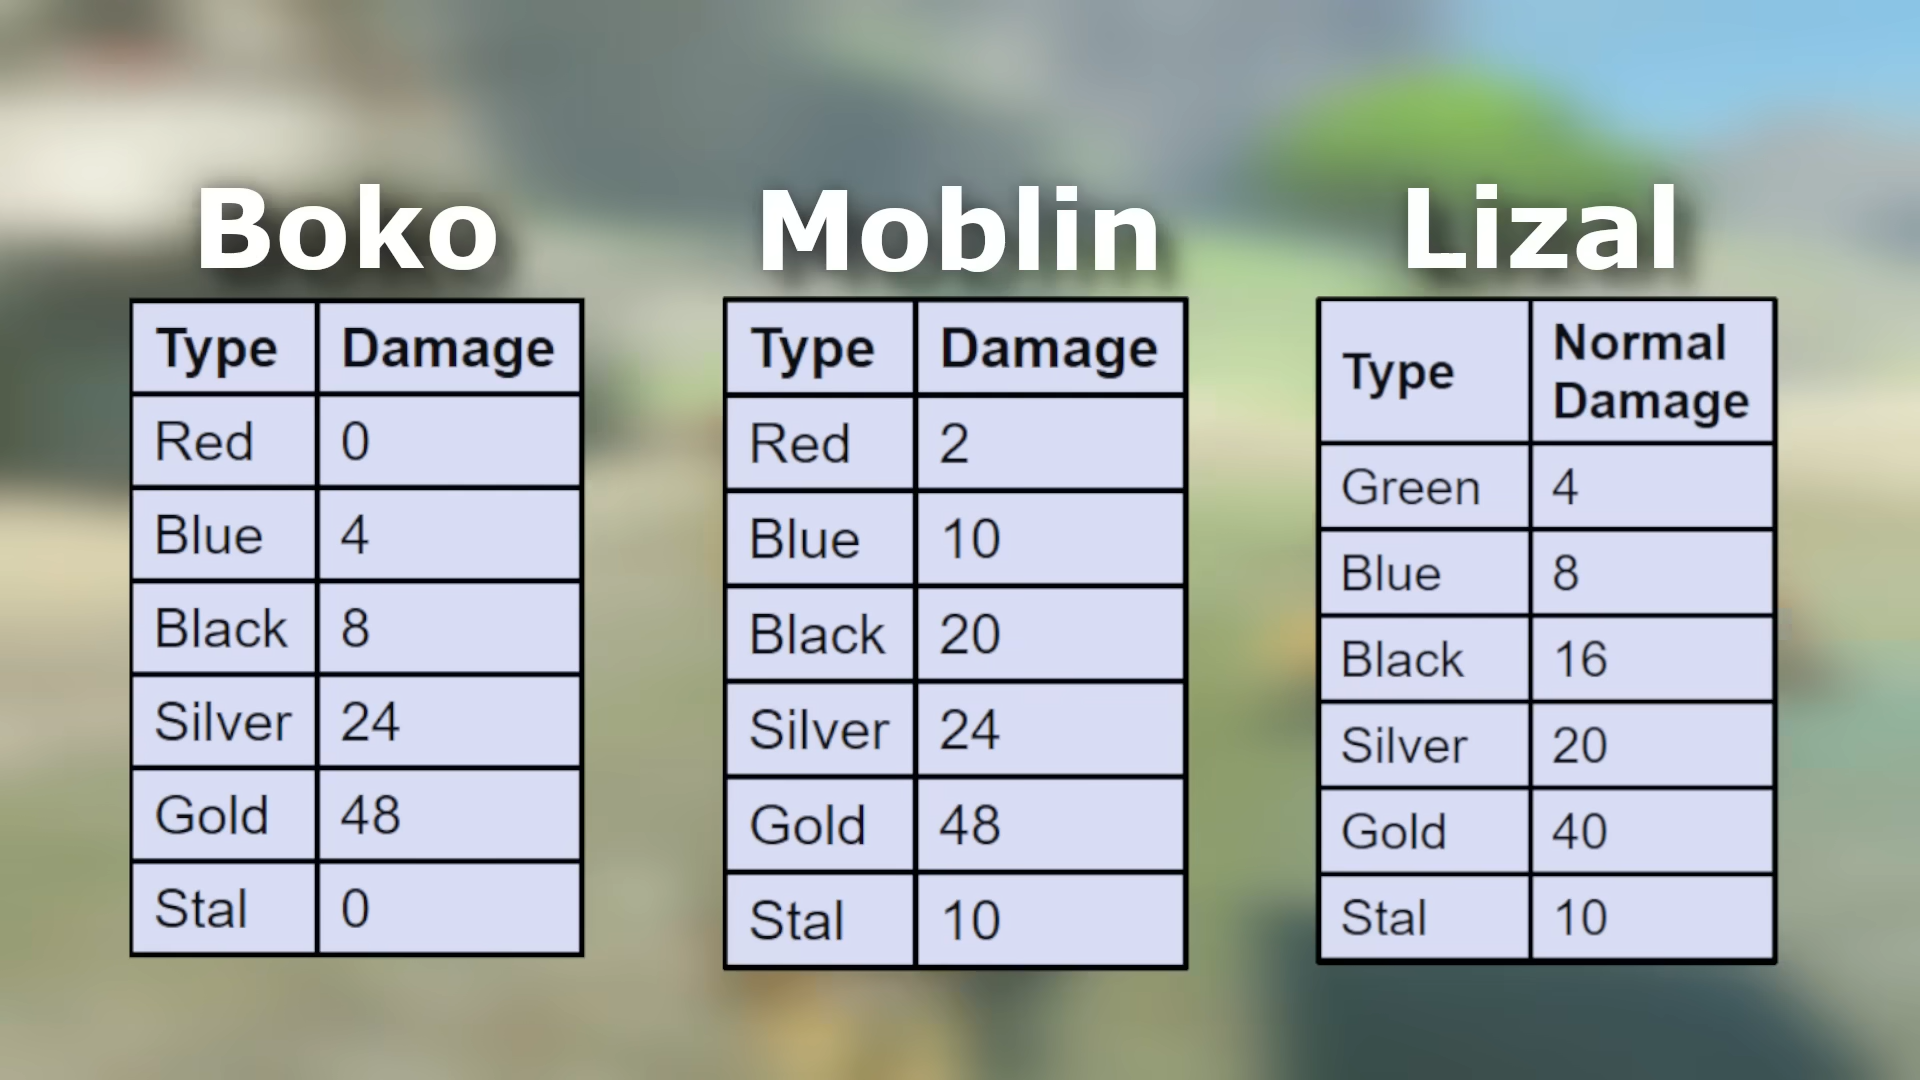 Boko
Type Damage
Red 0
Blue 4
Black 8
Silver 24
Gold 48
Stal 0
Moblin
Type Damage
Red 2
Blue 10
Black 20
Silver 24
Gold 48
Stal 10
Lizal
Type Normal
Damage
Green 4
Blue 8
Black 16
Silver 20
Gold 40
Stal 10